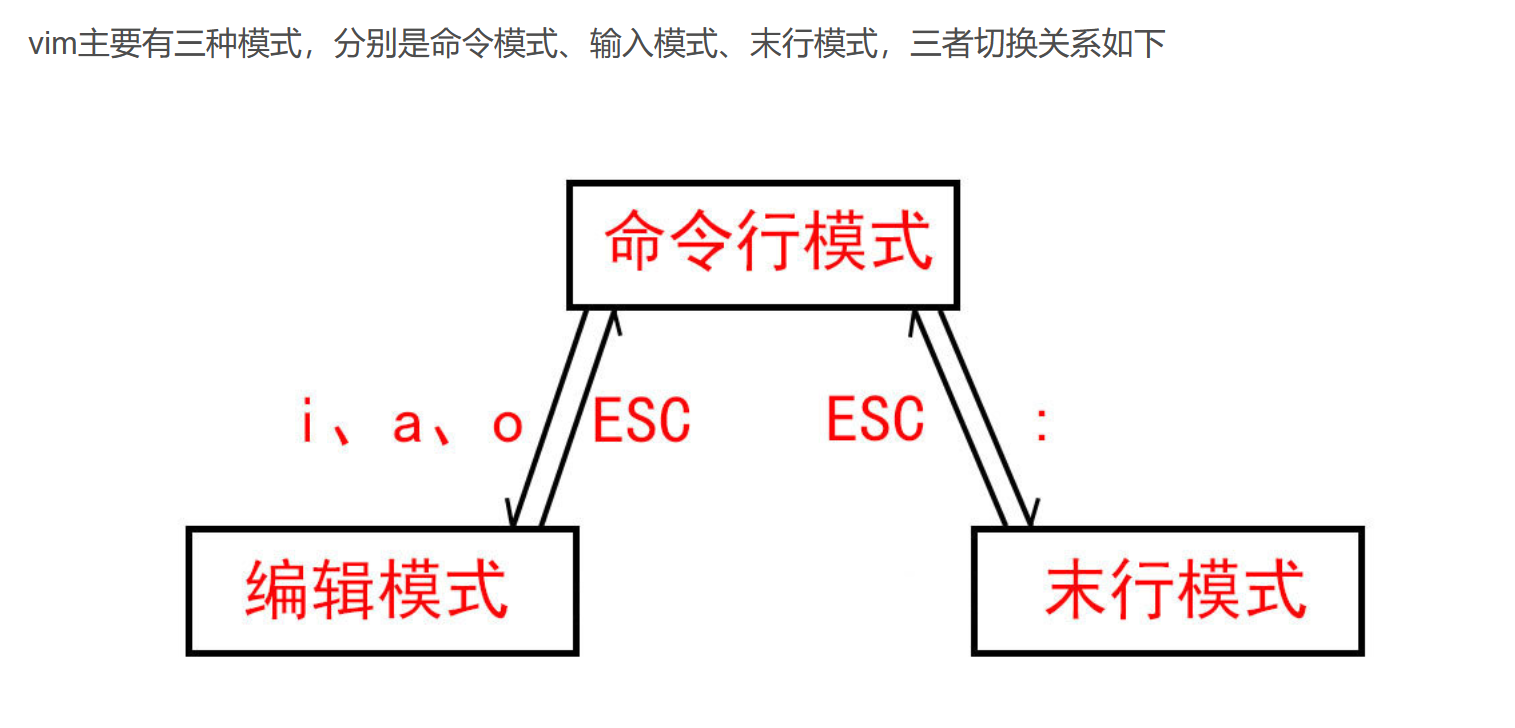 vim主要有三种模式，分别是命令模式、输入模式、末行模式，三者切换关系如下
命令行模式
i、a、o
ESC
ESC
:
编辑模式
末行模式